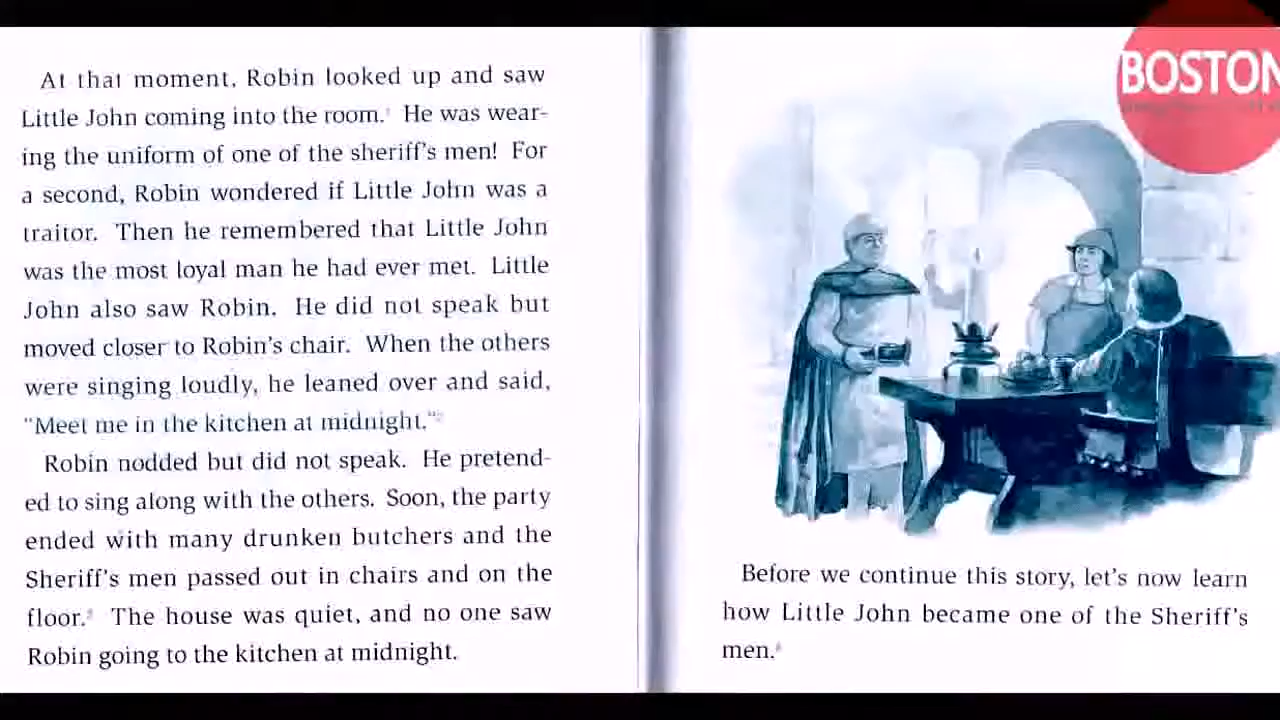 At that moment, Robin looked up and saw
Little John coming into the room.
He was wear-
ing the uniform of one of the sheriff's men! For
a second, Robin wondered if Little John was a
traitor. Then he remembered that Little John
was the most loyal man he had ever met. Little
John also saw Robin. He did not speak but
moved closer to Robin's chair. When the others
were singing loudly, he leaned over and said,
"Meet me in the kitchen at midnight."
Robin nodded but did not speak. He pretend-
ed to sing along with the others. Soon, the party
ended with many drunken butchers and the
Sheriff's men passed out in chairs and on the
floor. The house was quiet, and no one saw
Robin going to the kitchen at midnight.
BOSTON
Before we continue this story, let's now learn
how Little John became one of the Sheriff's
men.